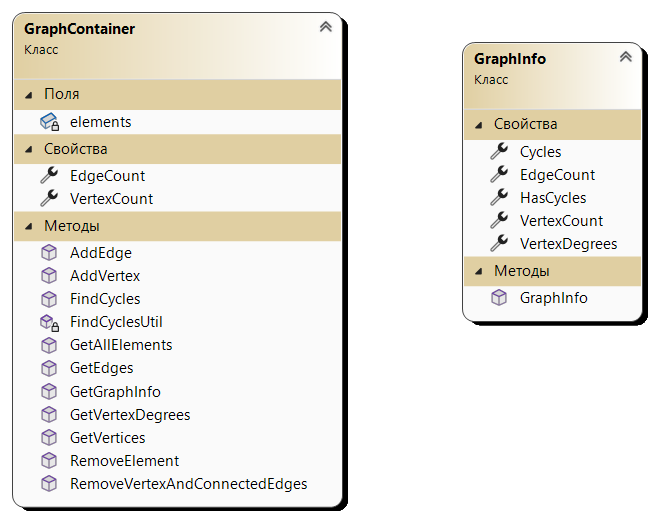 GraphContainer
Класс
Поля
elements
Свойства
EdgeCount
VertexCount
Методы
AddEdge
AddVertex
FindCycles
FindCyclesUtil
GetAllElements
GetEdges
GetGraphInfo
GetVertexDegrees
GetVertices
RemoveElement
RemoveVertexAndConnectedEdges
GraphInfo
Класс
Свойства
Cycles
EdgeCount
HasCycles
VertexCount
VertexDegrees
Методы
GraphInfo